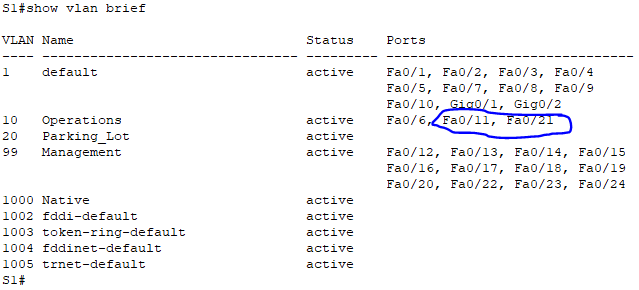 S1#show vlan brief
VLAN Name                             Status    Ports
---- -------------------------------- --------- -------------------------------
1    default                          active    Fa0/1, Fa0/2, Fa0/3, Fa0/4
                                                Fa0/5, Fa0/7, Fa0/8, Fa0/9
                                                Fa0/10, Gig0/1, Gig0/2
10   Operations                       active    Fa0/6, Fa0/11, Fa0/21
20   Parking_Lot                      active
99   Management                       active    Fa0/12, Fa0/13, Fa0/14, Fa0/15
                                                Fa0/16, Fa0/17, Fa0/18, Fa0/19
                                                Fa0/20, Fa0/22, Fa0/23, Fa0/24
1000 Native                           active
1002 fddi-default                     active
1003 token-ring-default               active
1004 fddinet-default                  active
1005 trnet-default                    active
S1#